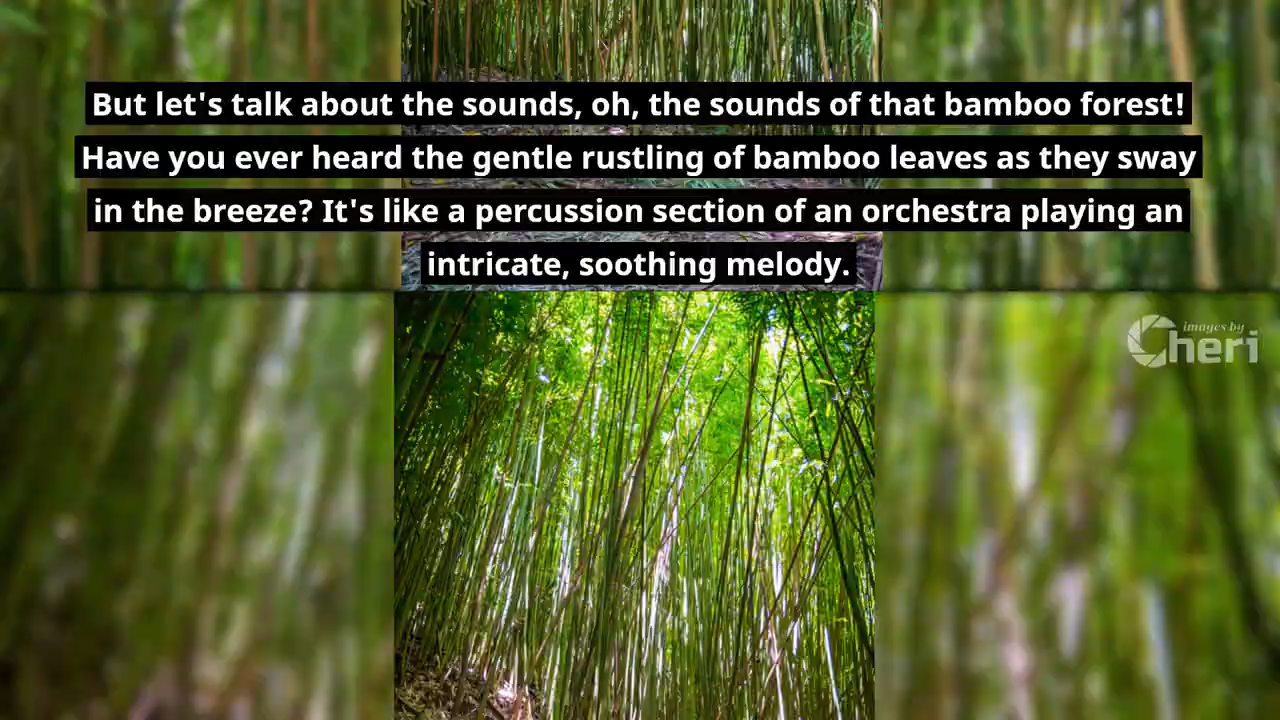 But let's talk about the sounds, oh, the sounds of that bamboo forest!
Have you ever heard the gentle rustling of bamboo leaves as they sway
in the breeze? It's like a percussion section of an orchestra playing an
intricate, soothing melody.
images by
Cheri